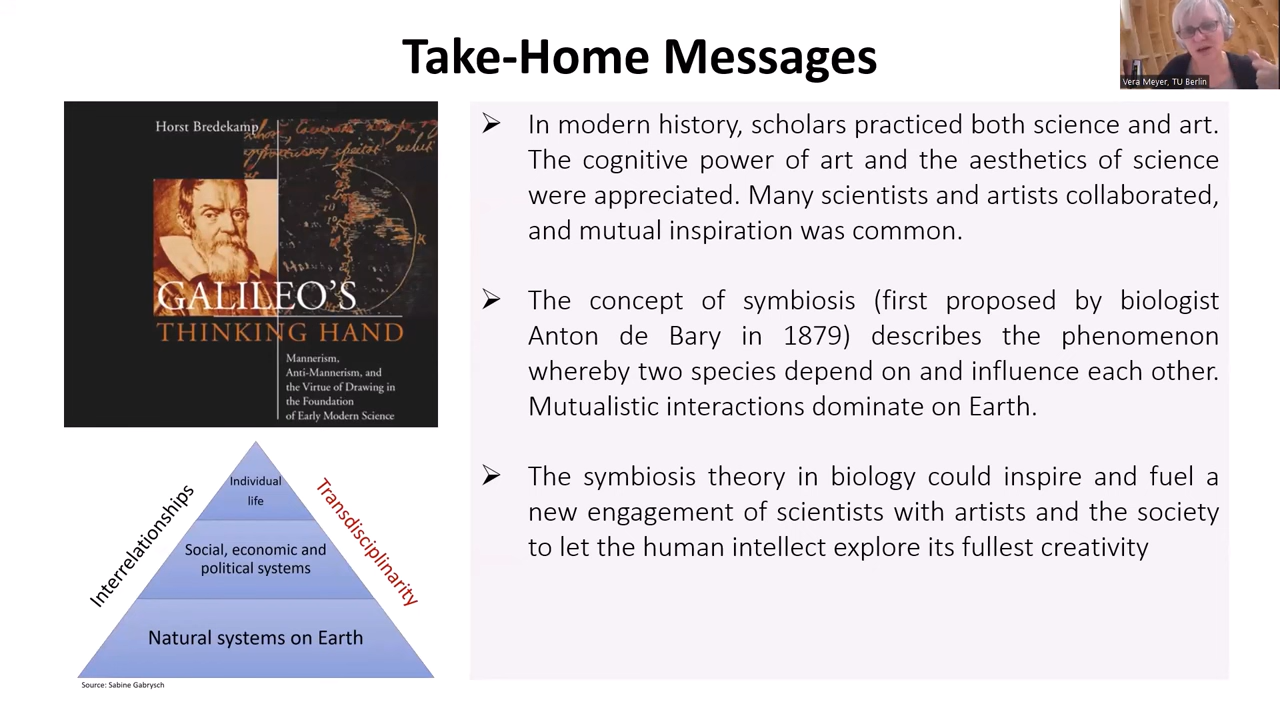 Take-Home Messages
Vera Meyer, TU Berlin
Horst Bredekamp
GALILEO'S
THINKING HAND
Mannerism,
Anti-Mannerism, and
the Virtue of Drawing in
the Foundation
of Early Modern Science
Interrelationships
Transdisciplinarity
Individual
life
Social, economic and
political systems
Natural systems on Earth
Source: Sabine Gabrysch
➢ In modern history, scholars practiced both science and art.
The cognitive power of art and the aesthetics of science
were appreciated. Many scientists and artists collaborated,
and mutual inspiration was common.
➢ The concept of symbiosis (first proposed by biologist
Anton de Bary in 1879) describes the phenomenon
whereby two species depend on and influence each other.
Mutualistic interactions dominate on Earth.
➢ The symbiosis theory in biology could inspire and fuel a
new engagement of scientists with artists and the society
to let the human intellect explore its fullest creativity